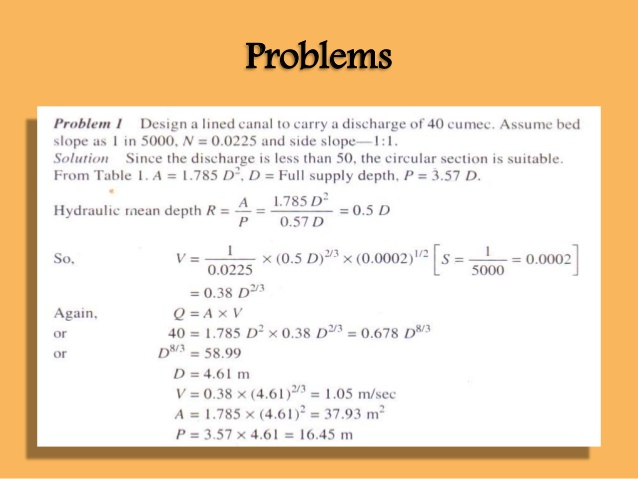 Problems
Problem 1 Design a lined canal to carry a discharge of 40 cumec. Assume bed
slope as 1 in 5000, N = 0.0225 and side slope—1:1.
Solution Since the discharge is less than 50, the circular section is suitable.
From Table 1. A = 1.785 D², D = Full supply depth, P = 3.57 D.
Hydraulic mean depth R = A/P = 1.785 D²/0.57 D = 0.5 D
So, V = 1/0.0225 × (0.5 D)^2/3 × (0.0002)^1/2 [S = 1/5000 = 0.0002]
= 0.38 D^2/3
Again, Q = A × V
or 40 = 1.785 D² × 0.38 D^2/3 = 0.678 D^8/3
or D^8/3 = 58.99
D = 4.61 m
V = 0.38 × (4.61)^2/3 = 1.05 m/sec
A = 1.785 × (4.61)² = 37.93 m²
P = 3.57 × 4.61 = 16.45 m